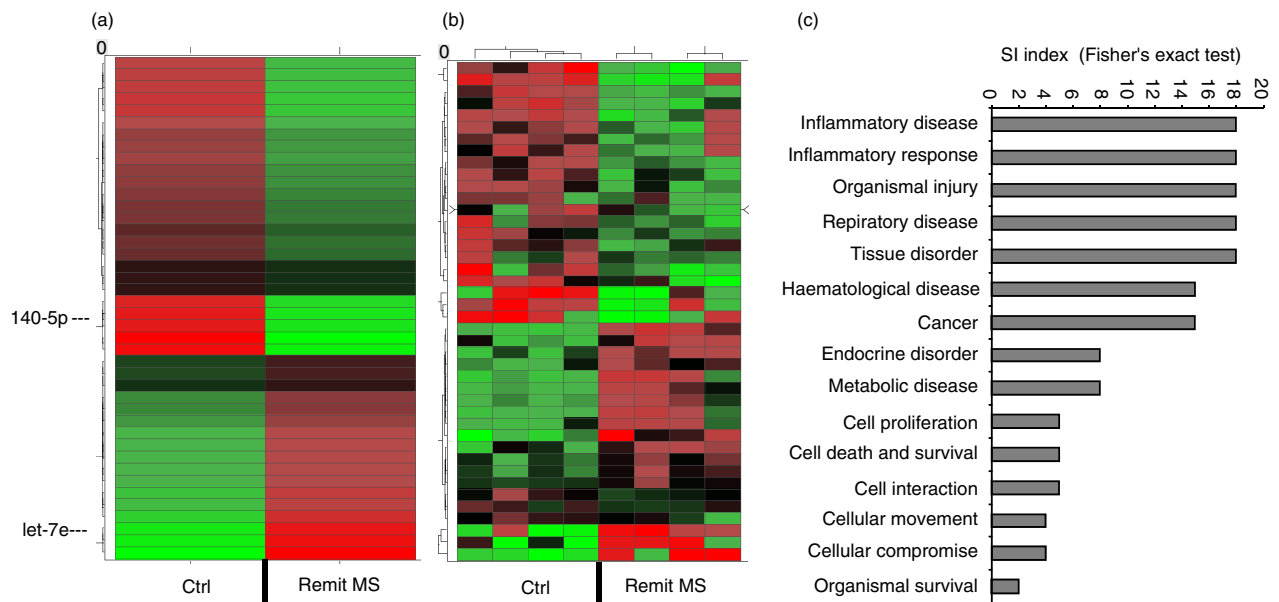 (a)
0
140-5p ---
let-7e---
Ctrl
Remit MS
(b)
0
Ctrl
Remit MS
(c)
SI index (Fisher's exact test)
0 2 4 6 8 10 12 14 16 18 20
Inflammatory disease
Inflammatory response
Organismal injury
Repiratory disease
Tissue disorder
Haematological disease
Cancer
Endocrine disorder
Metabolic disease
Cell proliferation
Cell death and survival
Cell interaction
Cellular movement
Cellular compromise
Organismal survival